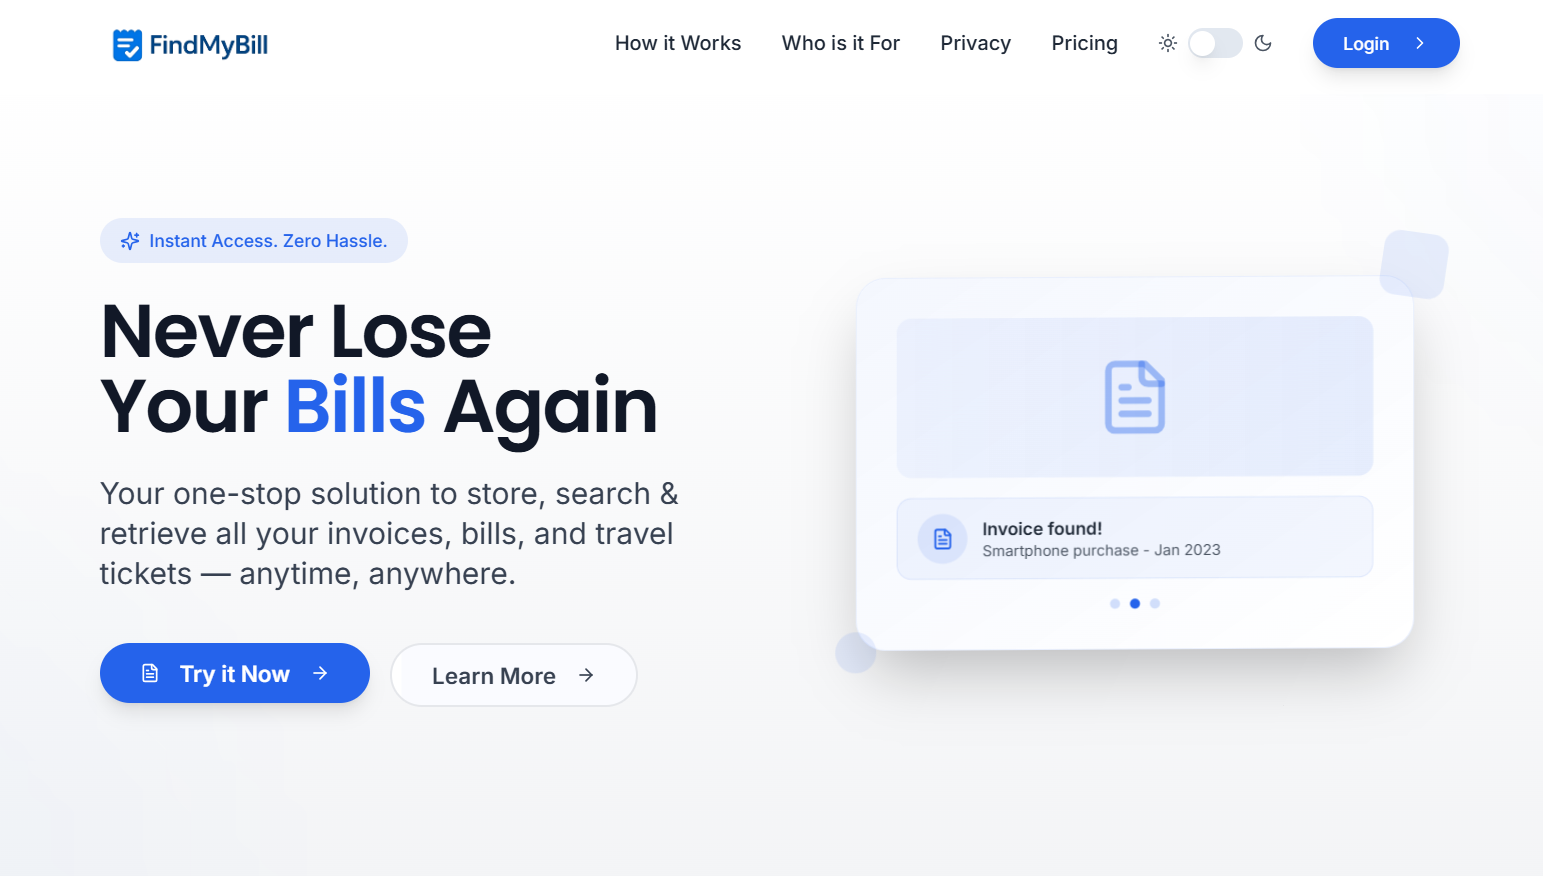 FindMyBill
How it Works
Who is it For
Privacy
Pricing
Login
Instant Access. Zero Hassle.
Never Lose
Your Bills Again
Your one-stop solution to store, search &
retrieve all your invoices, bills, and travel
tickets — anytime, anywhere.
Try it Now
Learn More
Invoice found!
Smartphone purchase - Jan 2023